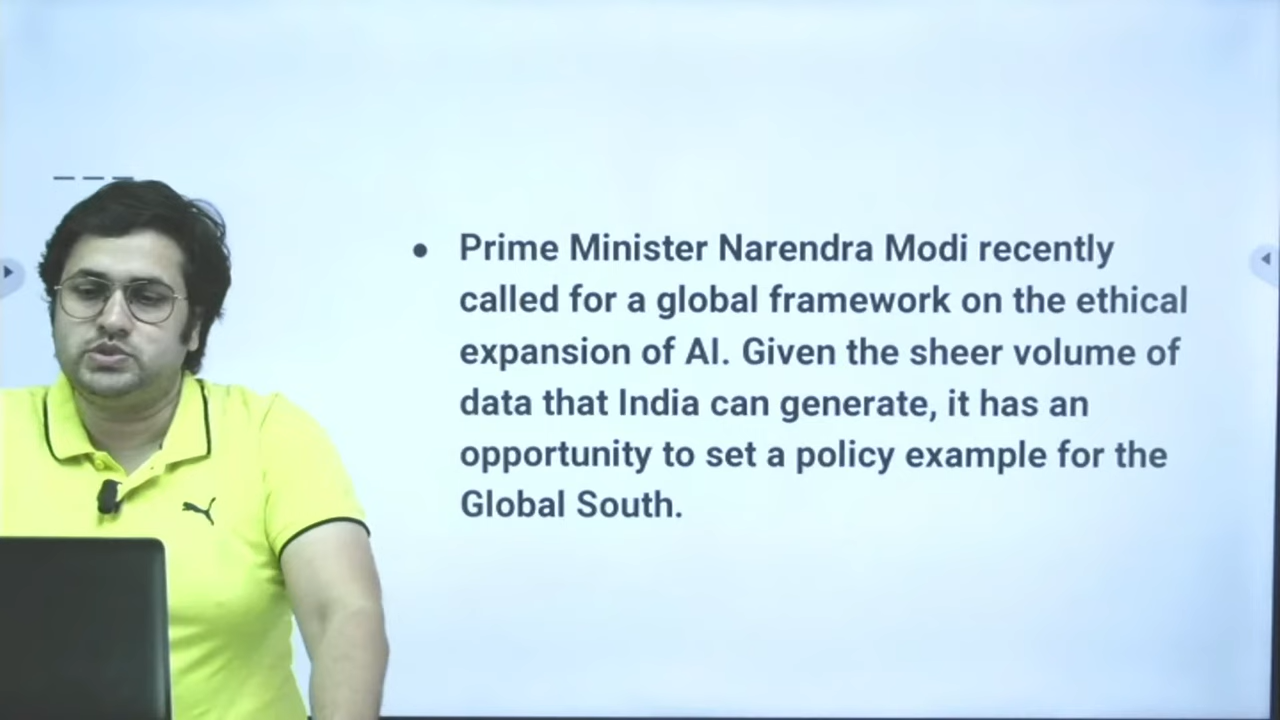 • Prime Minister Narendra Modi recently
called for a global framework on the ethical
expansion of AI. Given the sheer volume of
data that India can generate, it has an
opportunity to set a policy example for the
Global South.